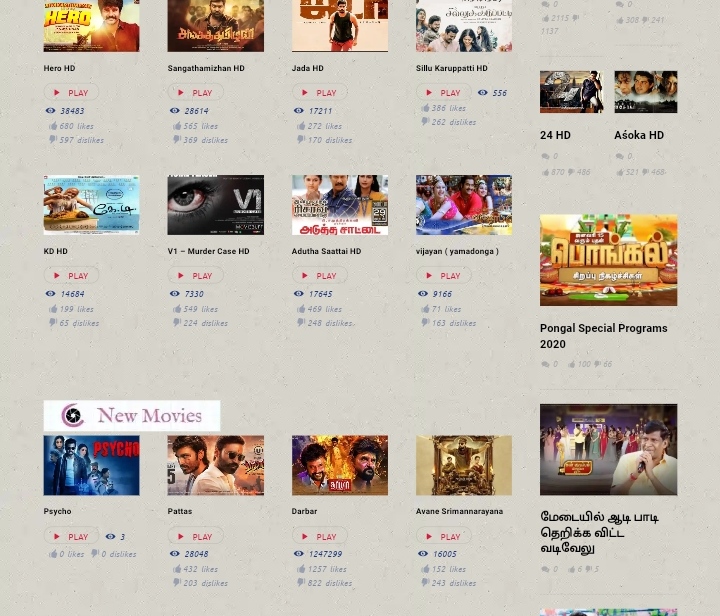 HERO
Hero HD
PLAY
38483
680 likes
597 dislikes
Sangathamizhan HD
PLAY
28614
565 likes
369 dislikes
Jada HD
PLAY
17211
272 likes
170 dislikes
Sillu Karuppatti HD
PLAY
556
386 likes
262 dislikes
KD HD
PLAY
14684
199 likes
65 dislikes
V1
V1 – Murder Case HD
PLAY
7330
549 likes
224 dislikes
அடுத்த சாட்டை
Adutha Saattai HD
PLAY
17645
469 likes
248 dislikes
vijayan ( yamadonga )
PLAY
9166
71 likes
163 dislikes
New Movies
PSYCHO
Psycho
PLAY
3
0 likes 0 dislikes
Pattas
PLAY
28048
432 likes
203 dislikes
Darbar
PLAY
1247299
1257 likes
822 dislikes
Avane Srimannarayana
PLAY
16005
152 likes
243 dislikes
0
2115
1137
0
308 241
24 HD
0
870 486
Aśoka HD
0
521 468
பொங்கல்
சிறப்பு நிகழ்ச்சிகள்
Pongal Special Programs
2020
0 100 66
மேடையில் ஆடி பாடி
தெறிக்க விட்ட
வடிவேலு
0 6 5